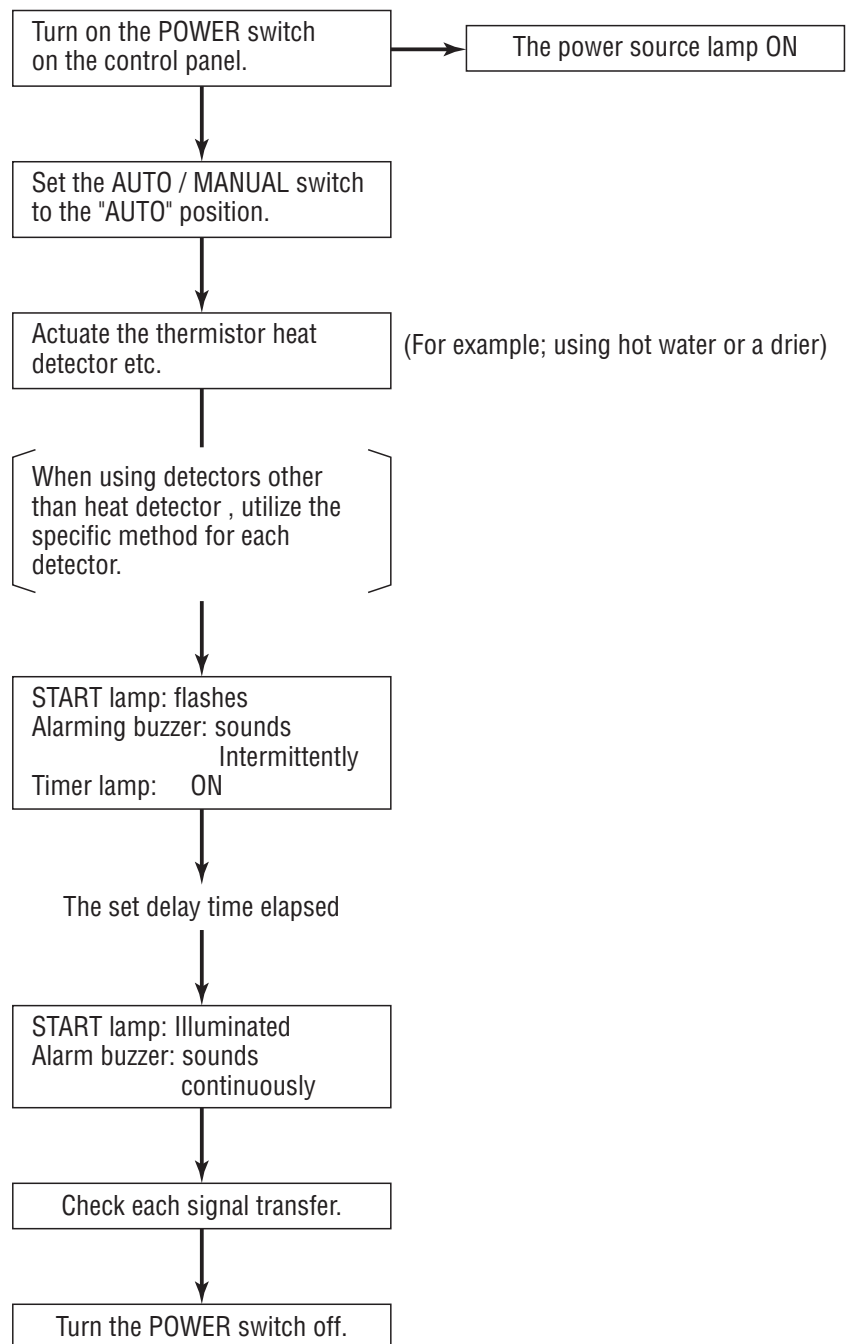 Turn on the POWER switch
on the control panel.
The power source lamp ON
Set the AUTO / MANUAL switch
to the "AUTO" position.
Actuate the thermistor heat
detector etc.
(For example; using hot water or a drier)
When using detectors other
than heat detector , utilize the
specific method for each
detector.
START lamp: flashes
Alarming buzzer: sounds
Intermittently
Timer lamp: ON
The set delay time elapsed
START lamp: Illuminated
Alarm buzzer: sounds
continuously
Check each signal transfer.
Turn the POWER switch off.